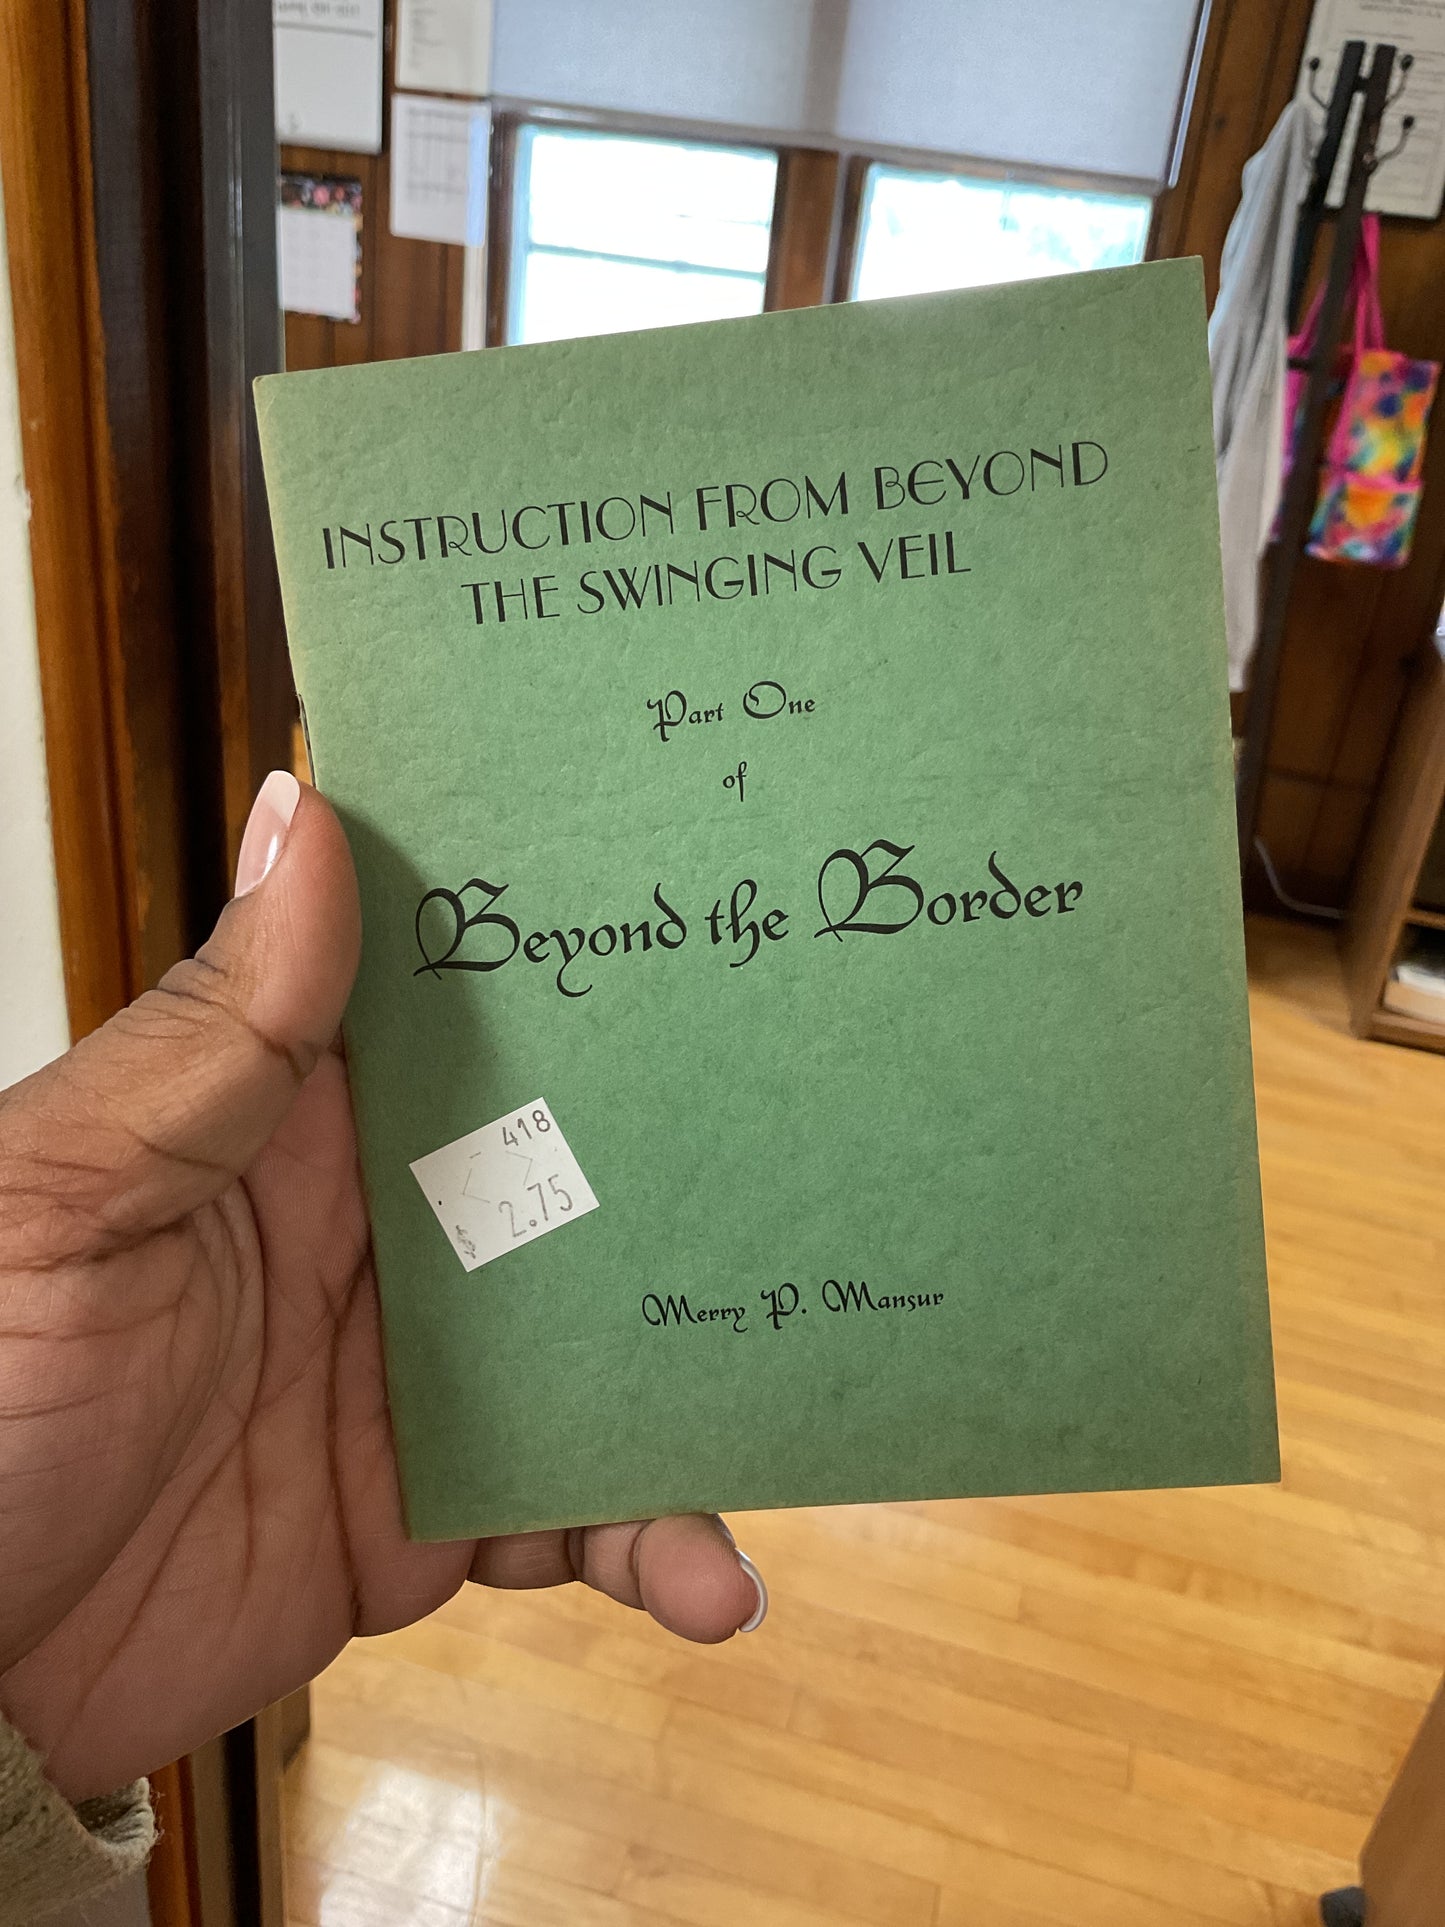 INSTRUCTION FROM BEYOND
THE SWINGING VEIL
Part One
of
Beyond the Border
418
$ 2.75
Merry P. Mansur